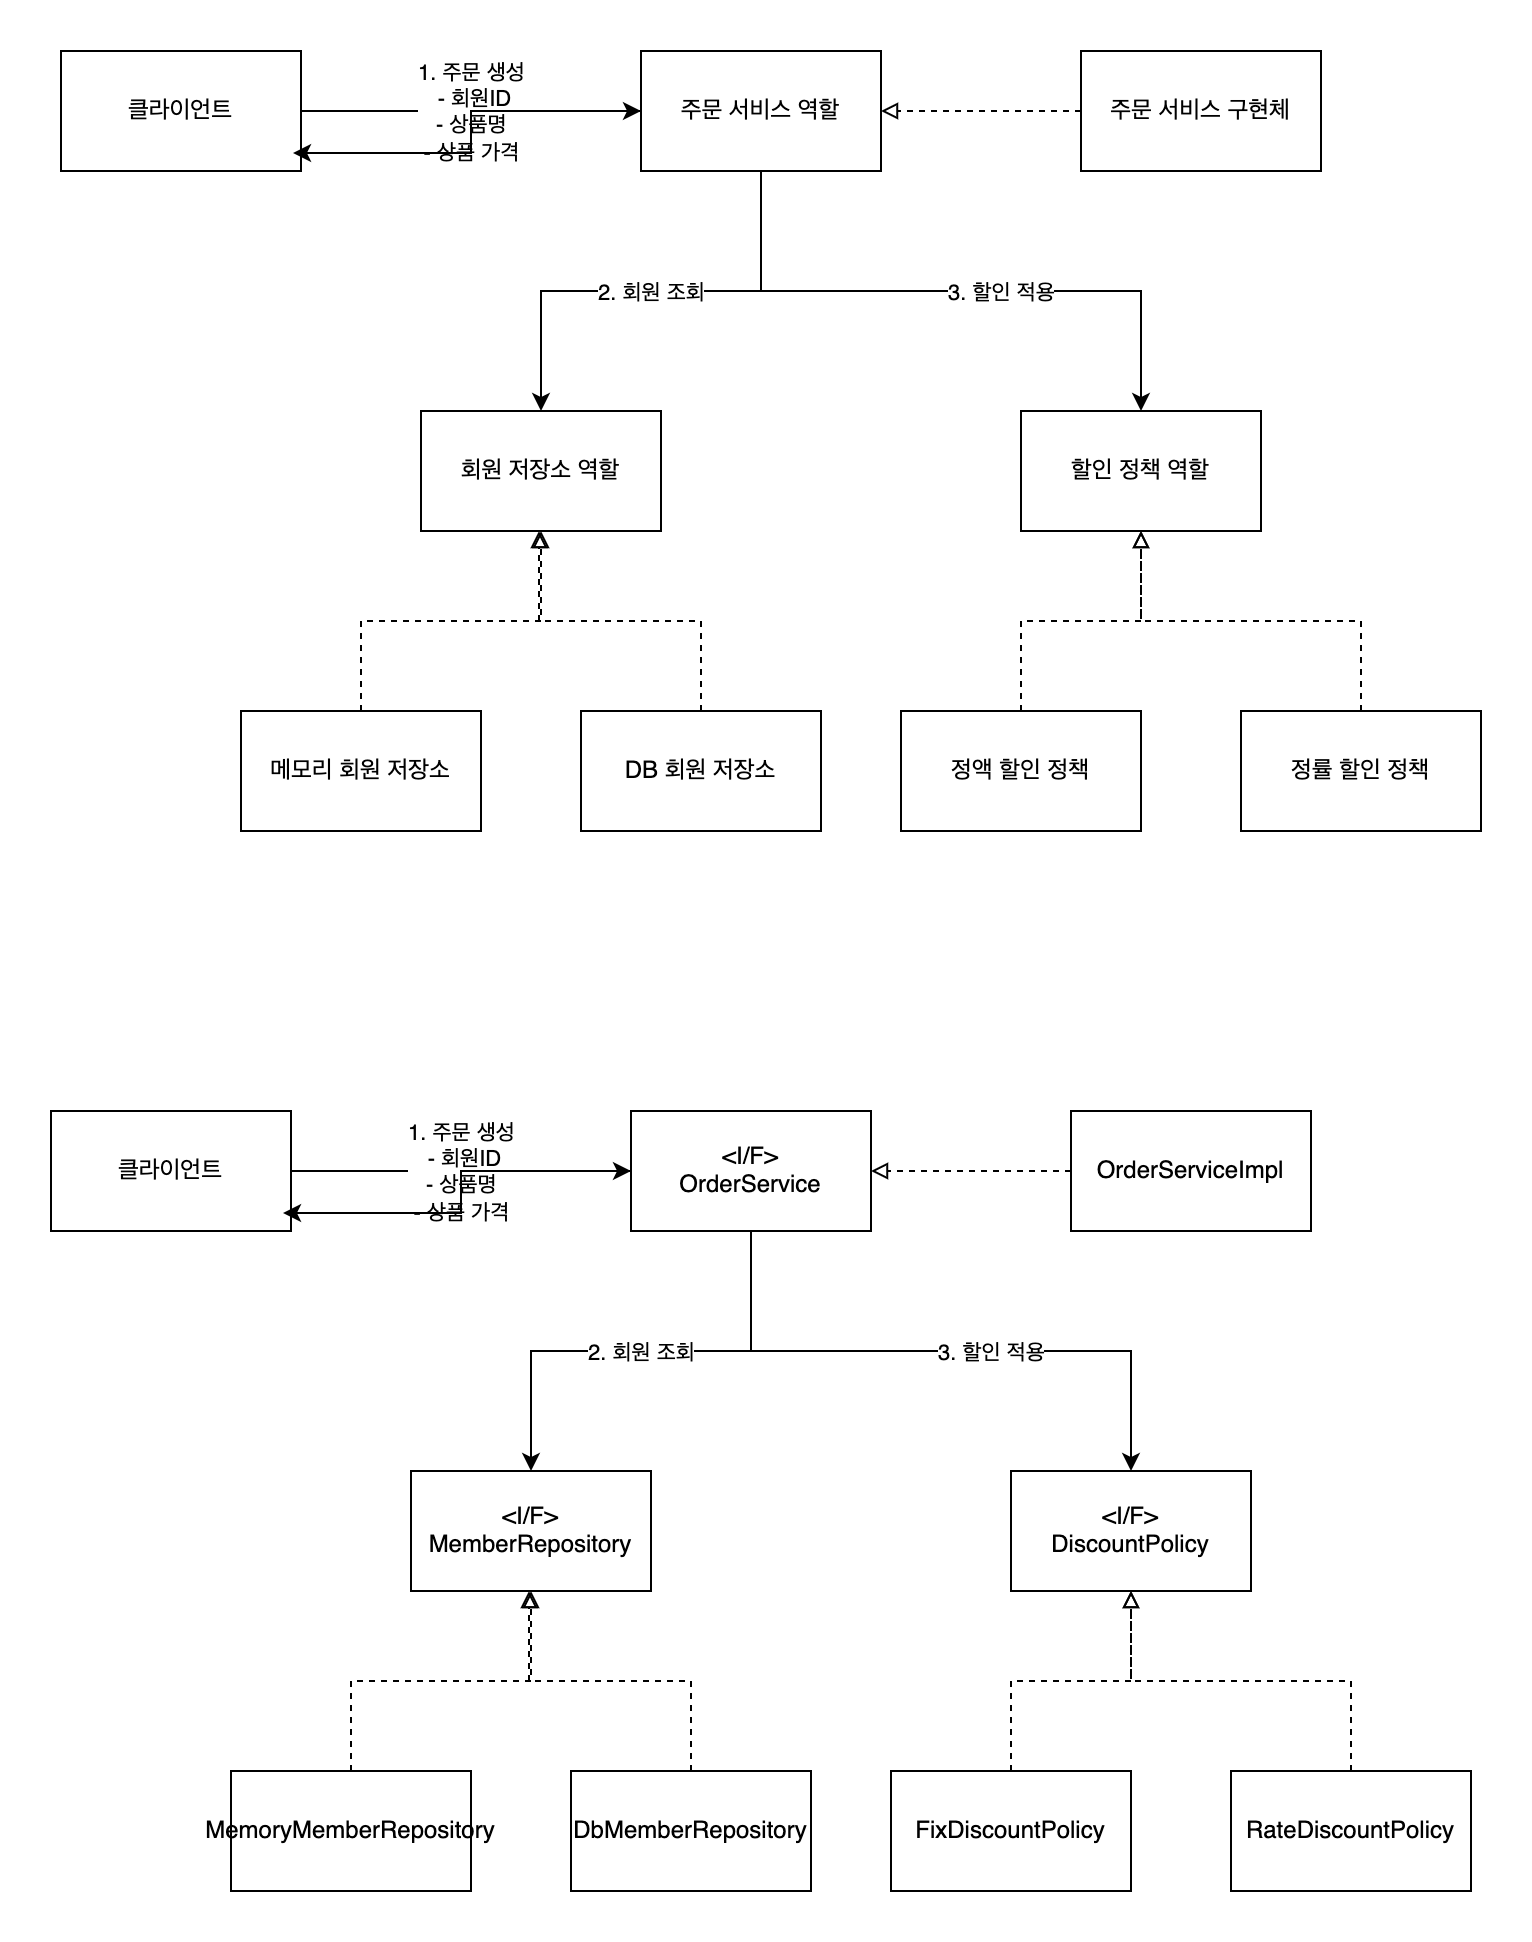 클라이언트
1. 주문 생성
- 회원ID
- 상품명
- 상품 가격
주문 서비스 역할
주문 서비스 구현체
2. 회원 조회
3. 할인 적용
회원 저장소 역할
할인 정책 역할
메모리 회원 저장소
DB 회원 저장소
정액 할인 정책
정률 할인 정책
클라이언트
1. 주문 생성
- 회원ID
- 상품명
- 상품 가격
<I/F>
OrderService
OrderServiceImpl
2. 회원 조회
3. 할인 적용
<I/F>
MemberRepository
<I/F>
DiscountPolicy
MemoryMemberRepository
DbMemberRepository
FixDiscountPolicy
RateDiscountPolicy